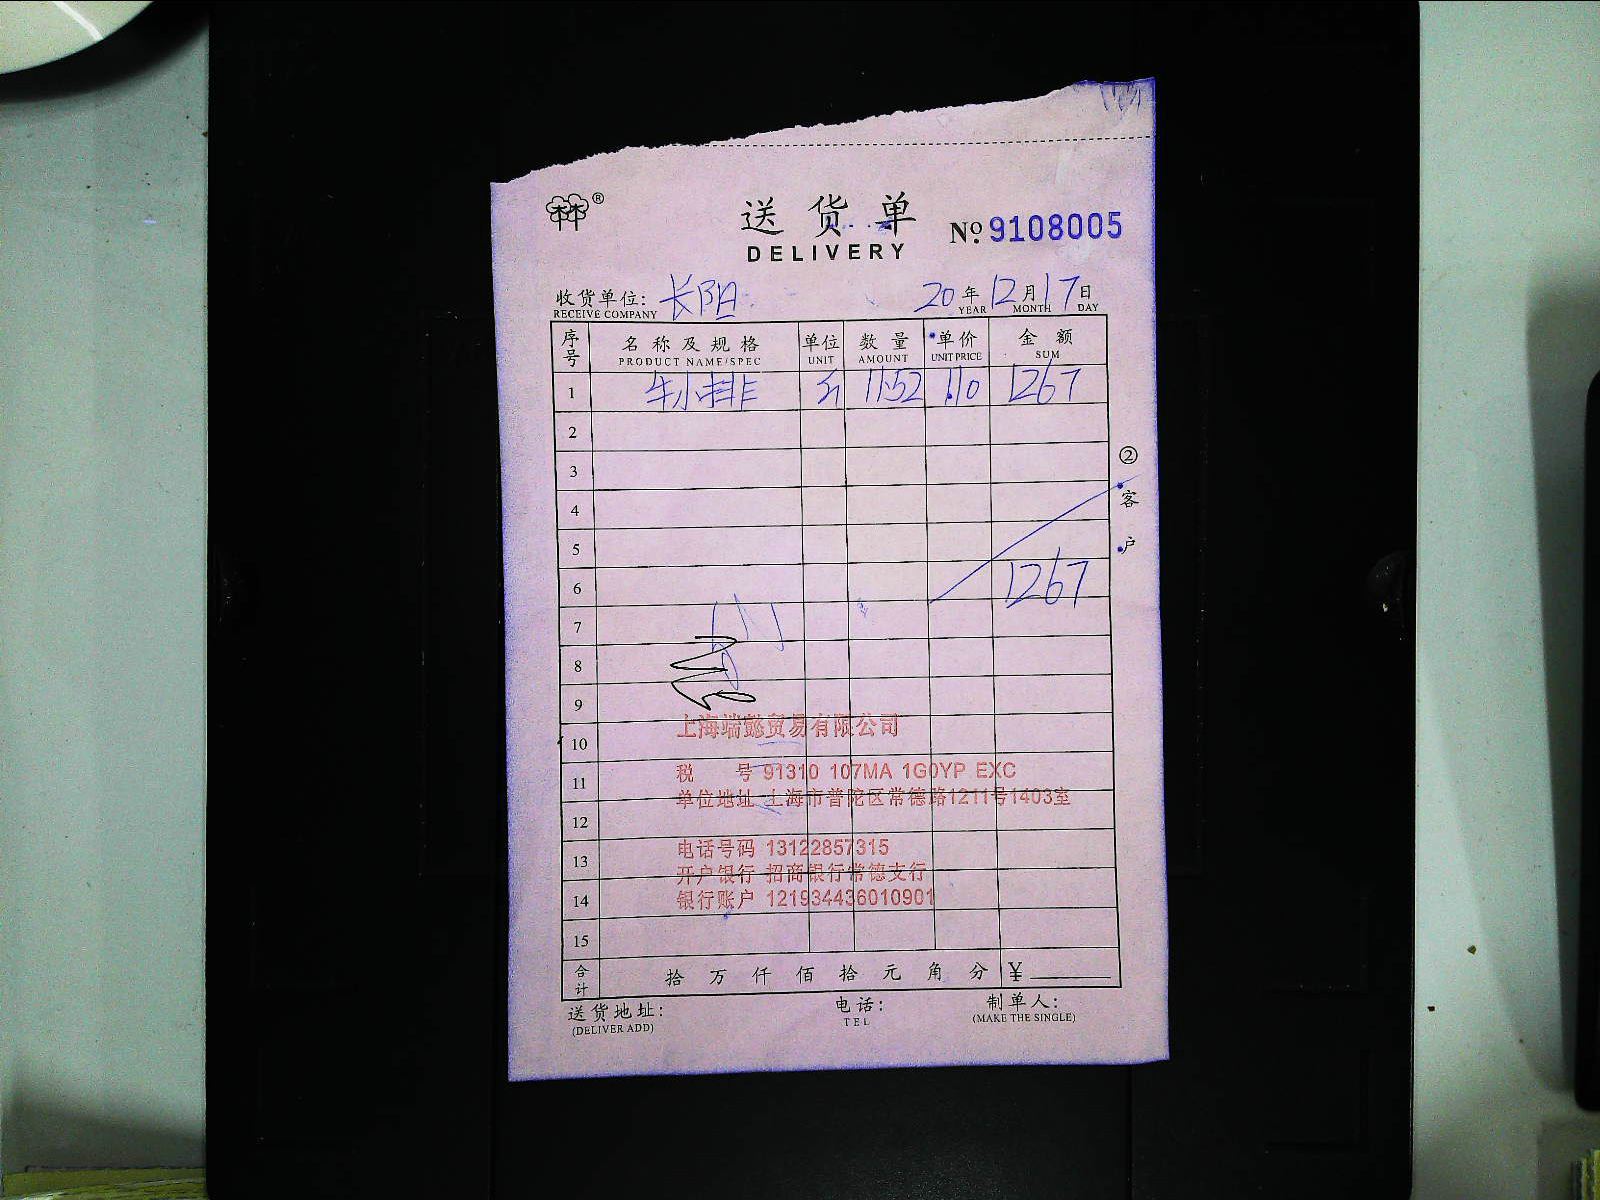 送货单
DELIVERY
№ 9108005
收货单位: 长阳 20年12月17日
RECEIVE COMPANY YEAR MONTH DAY
序号 名称及规格 单位 数量 单价 金额
PRODUCT NAME/SPEC UNIT AMOUNT UNIT PRICE SUM
1 牛小排 斤 11.52 110 1267
2
3
4
5
6 1267
7
8
9
②客户
上海端懿贸易有限公司
10
11 税 号 91310 107MA 1G0YP EXC
单位地址 上海市普陀区常德路1211号1403室
12
13 电话号码 13122857315
开户银行 招商银行常德支行
14 银行账户 121934436010901
15
合计 拾 万 仟 佰 拾 元 角 分 ¥
送货地址: 电话: 制单人:
(DELIVER ADD) TEL (MAKE THE SINGLE)